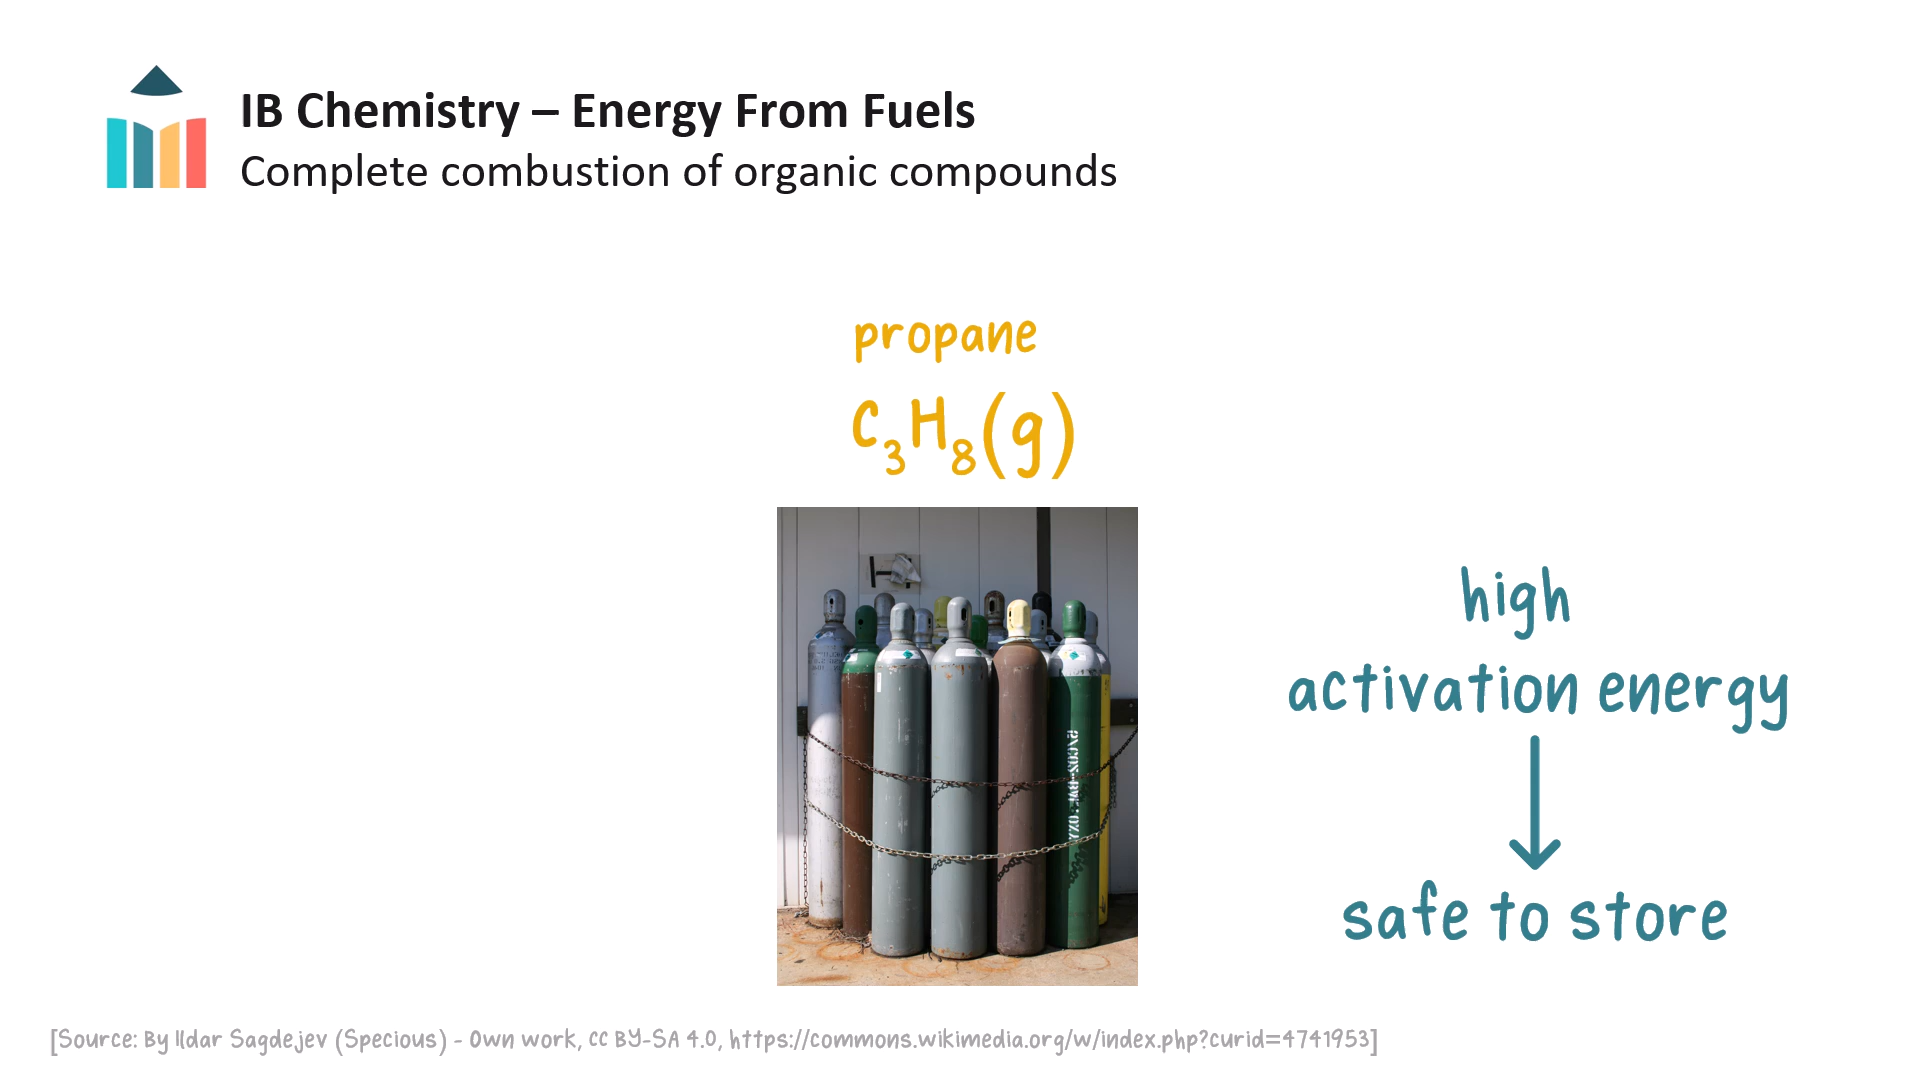 IB Chemistry – Energy From Fuels
Complete combustion of organic compounds
propane
C₃H₈(g)
high
activation energy
safe to store
[Source: By Ildar Sagdejev (Specious) - Own work, CC BY-SA 4.0, https://commons.wikimedia.org/w/index.php?curid=4741953]